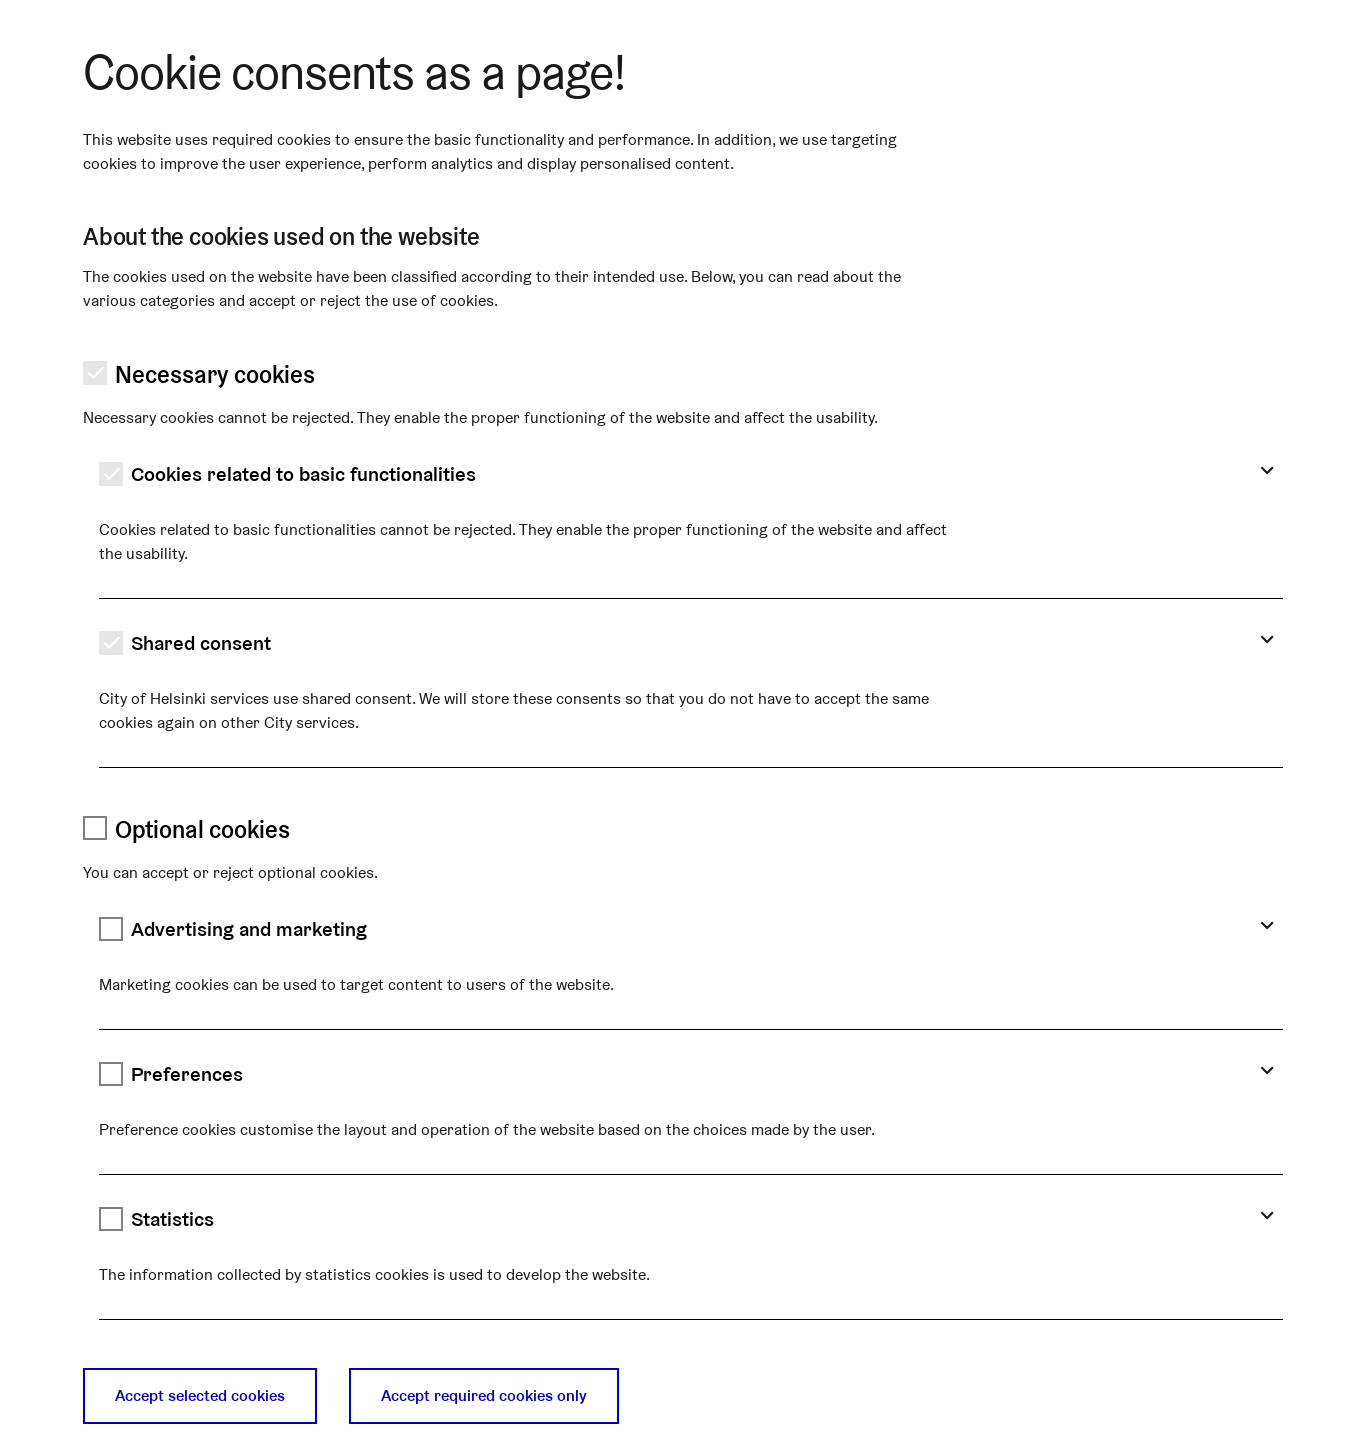 Cookie consents as a page!
This website uses required cookies to ensure the basic functionality and performance. In addition, we use targeting
cookies to improve the user experience, perform analytics and display personalised content.
About the cookies used on the website
The cookies used on the website have been classified according to their intended use. Below, you can read about the
various categories and accept or reject the use of cookies.
Necessary cookies
Necessary cookies cannot be rejected. They enable the proper functioning of the website and affect the usability.
Cookies related to basic functionalities
Cookies related to basic functionalities cannot be rejected. They enable the proper functioning of the website and affect
the usability.
Shared consent
City of Helsinki services use shared consent. We will store these consents so that you do not have to accept the same
cookies again on other City services.
Optional cookies
You can accept or reject optional cookies.
Advertising and marketing
Marketing cookies can be used to target content to users of the website.
Preferences
Preference cookies customise the layout and operation of the website based on the choices made by the user.
Statistics
The information collected by statistics cookies is used to develop the website.
Accept selected cookies
Accept required cookies only